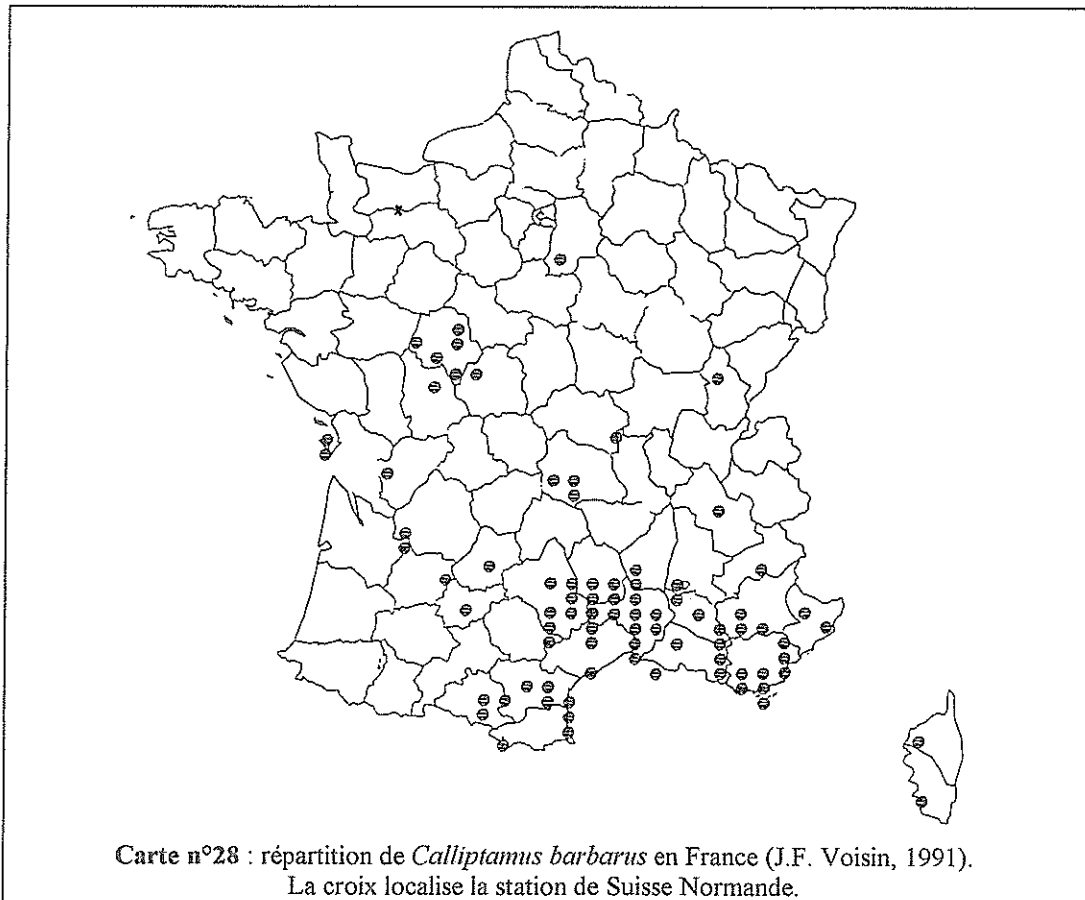 Carte n°28 : répartition de Calliptamus barbarus en France (J.F. Voisin, 1991).
La croix localise la station de Suisse Normande.